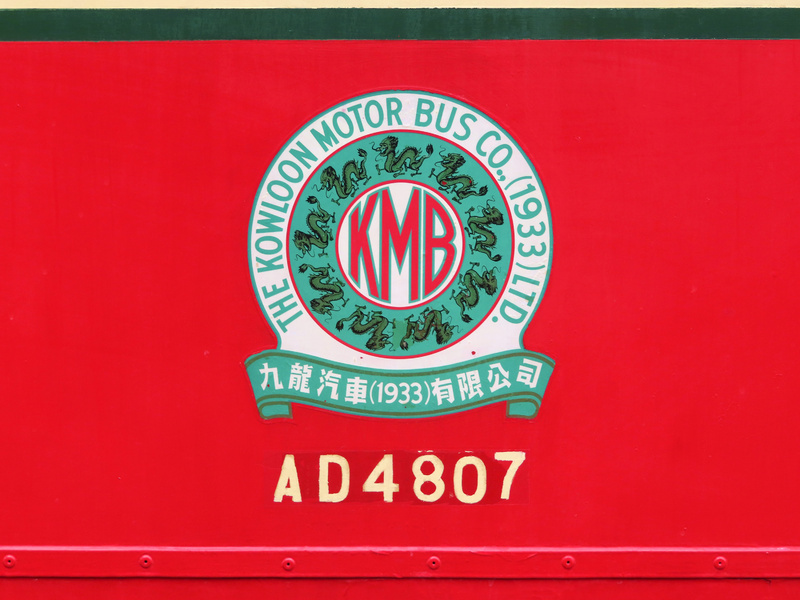 THE KOWLOON MOTOR BUS CO., (1933) LTD.
KMB
九龍汽車(1933)有限公司
AD4807